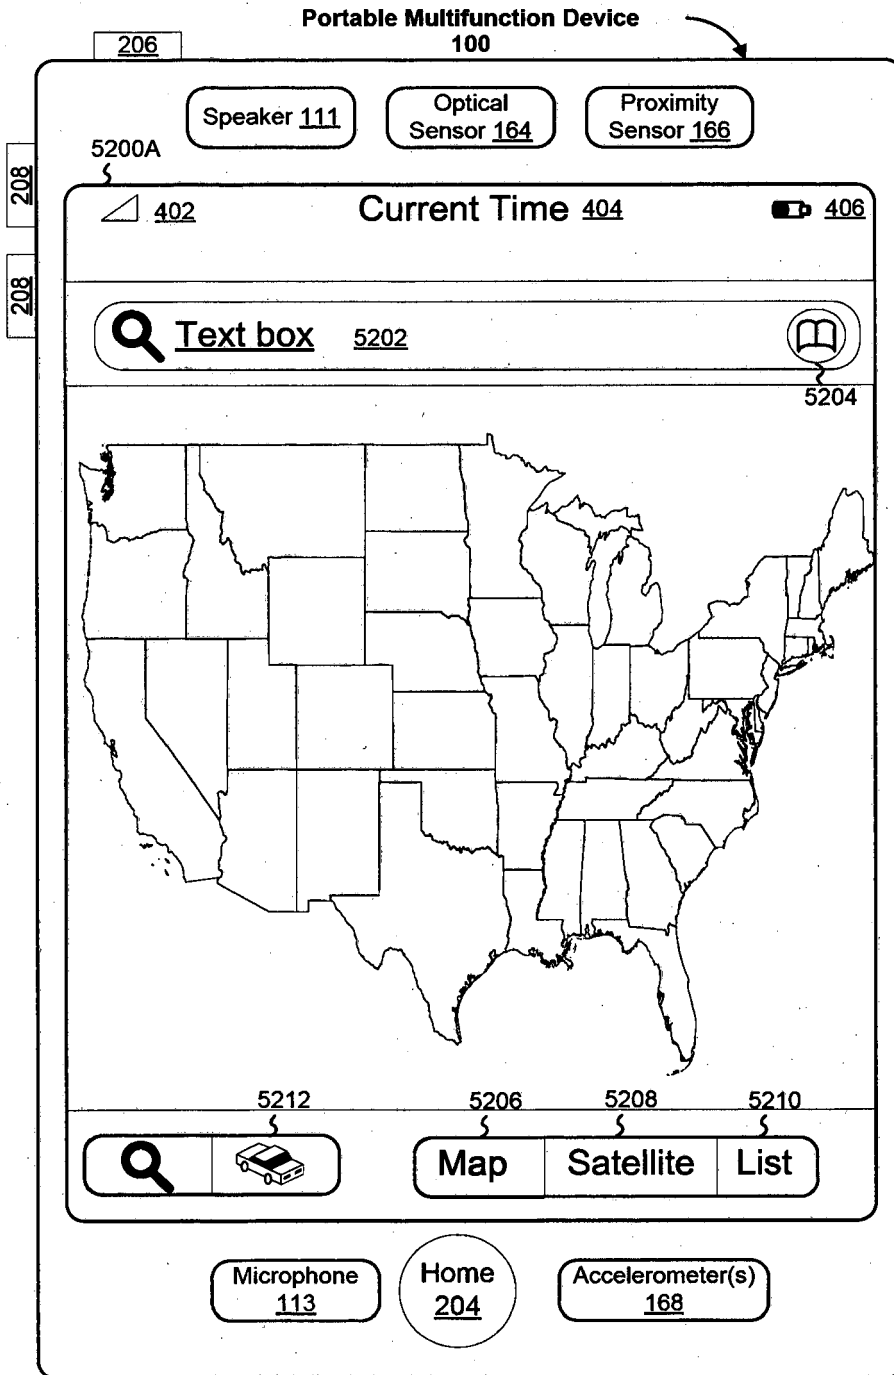 Portable Multifunction Device
100
206
Speaker 111
Optical
Sensor 164
Proximity
Sensor 166
5200A
208
208
402
Current Time 404
406
Text box 5202
5204
5212
5206
5208
5210
Map
Satellite
List
Microphone
113
Home
204
Accelerometer(s)
168